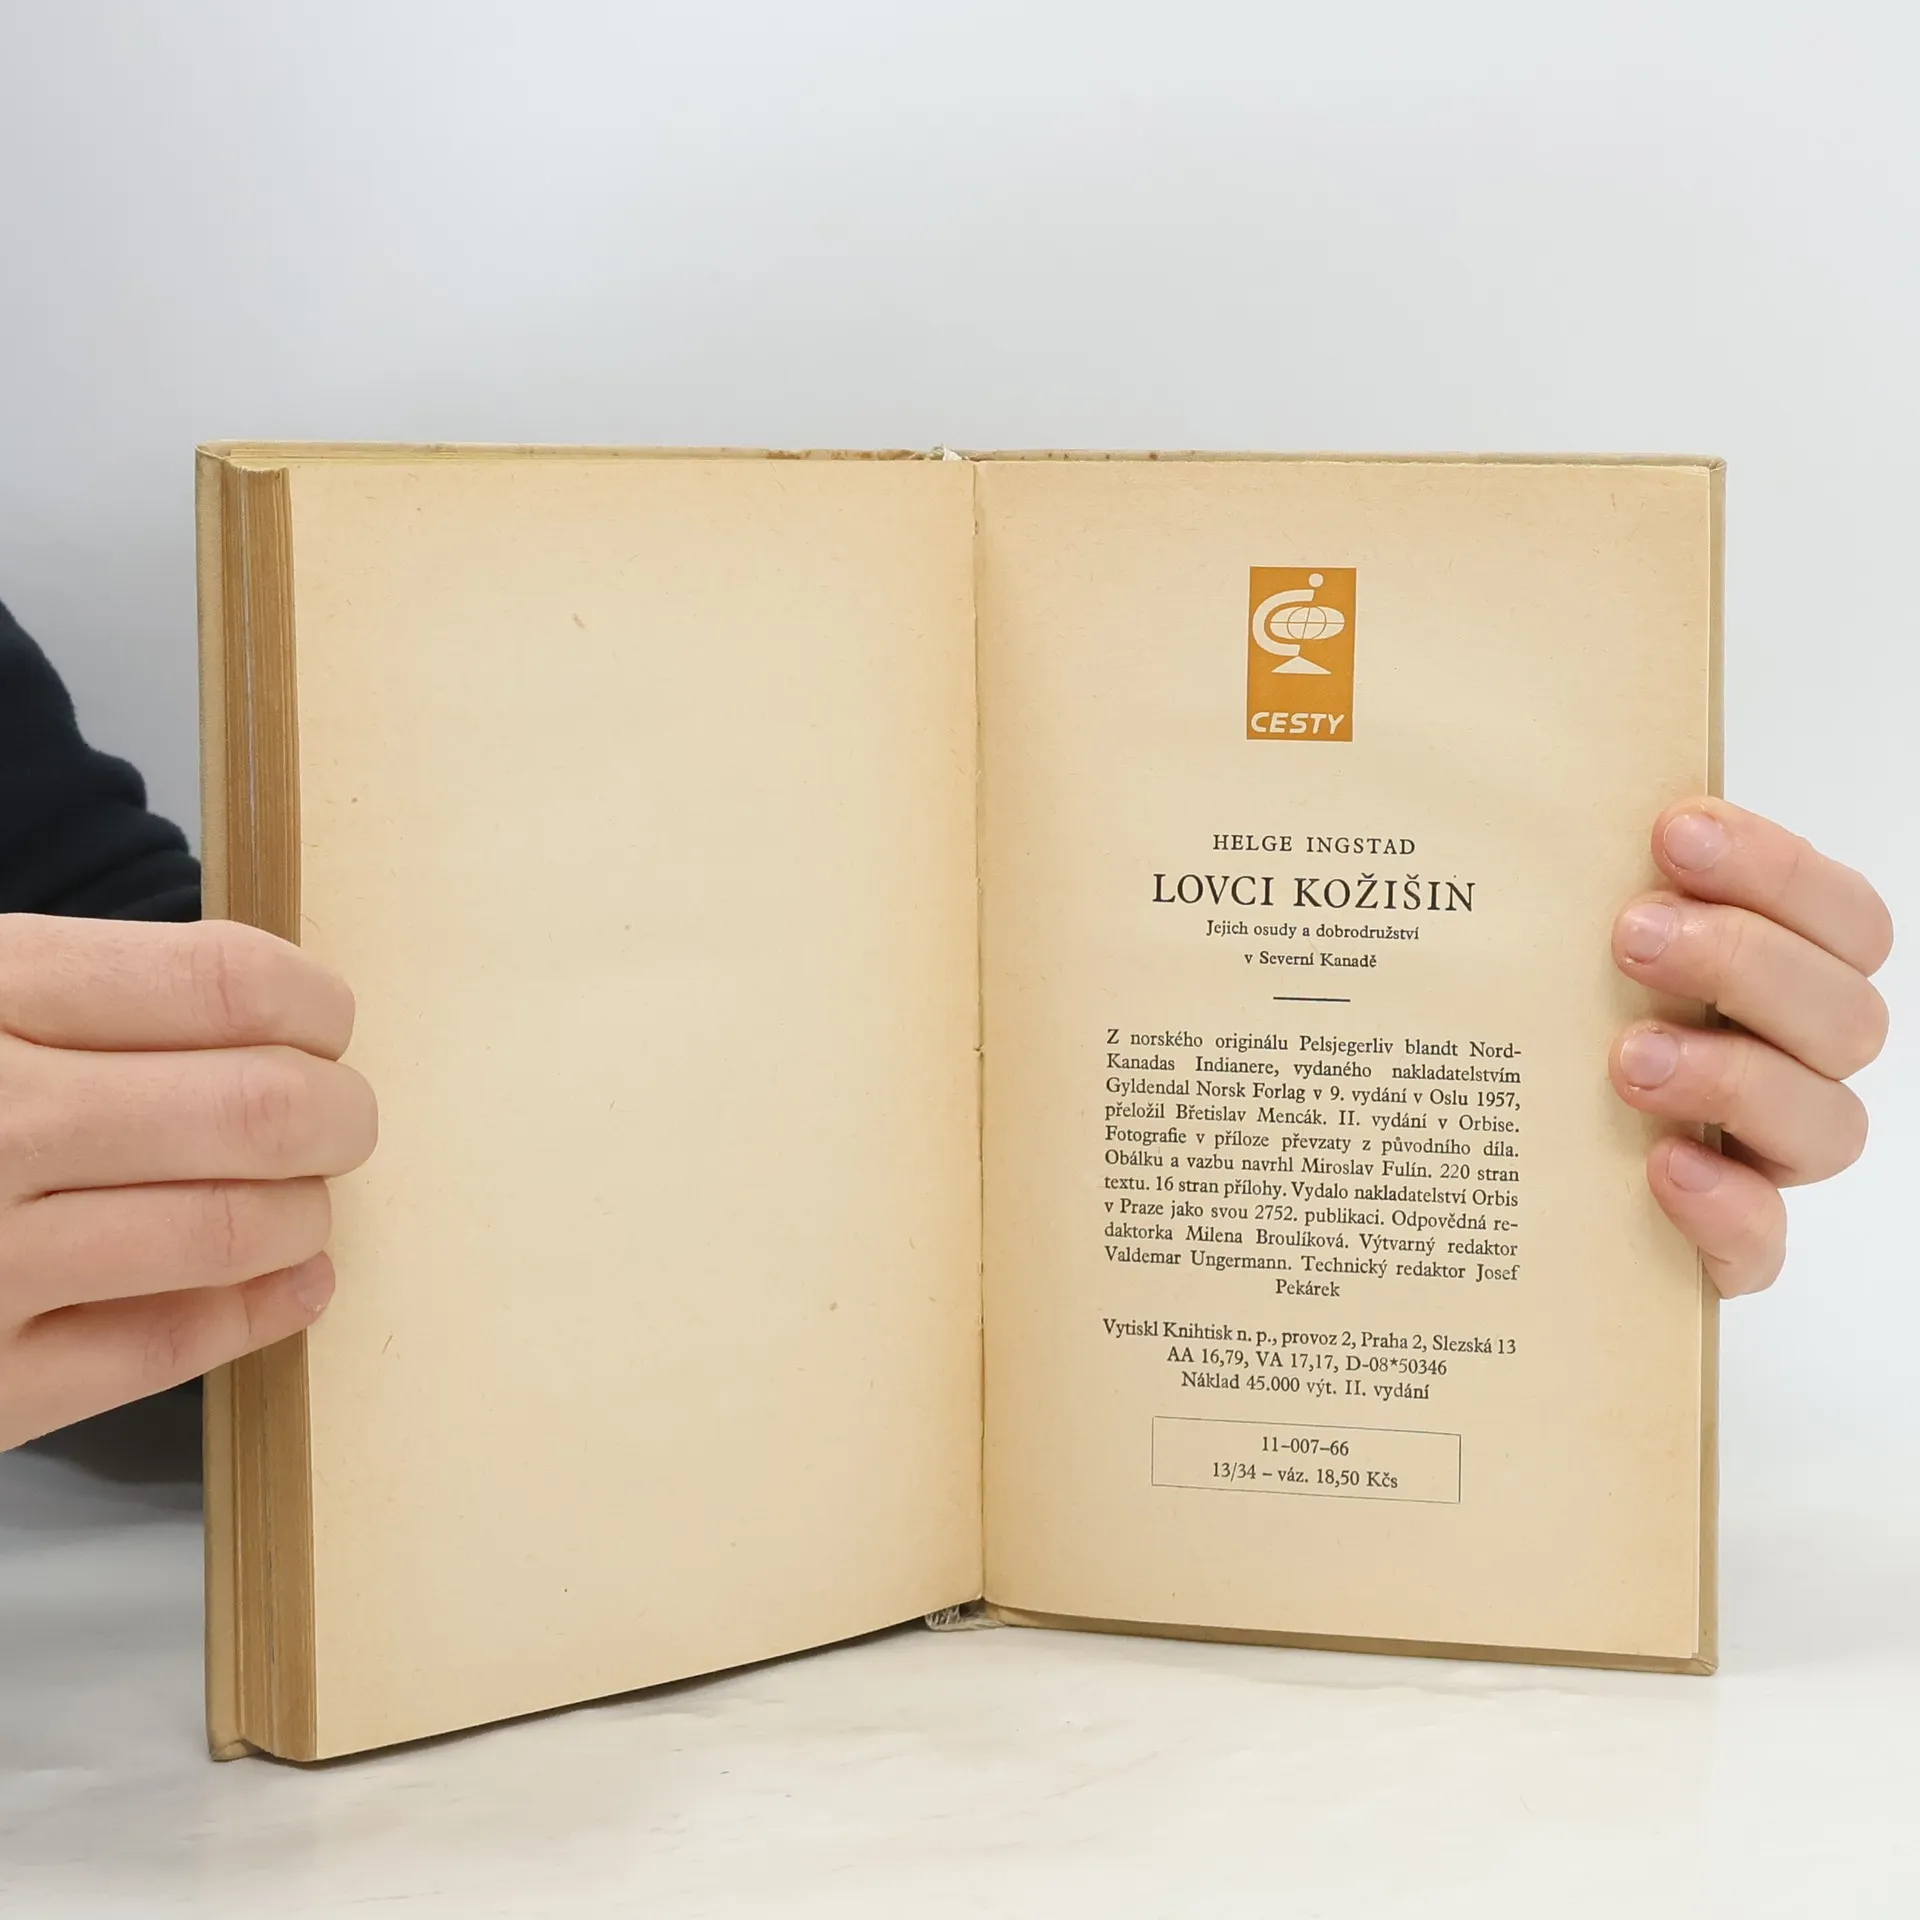 CESTY
HELGE INGSTAD
LOVCI KOŽIŠIN
Jejich osudy a dobrodružství
v Severní Kanadě
Z norského originálu Pelsjegerliv blandt Nord-
Kanadas Indianere, vydaného nakladatelstvím
Gyldendal Norsk Forlag v 9. vydání v Oslu 1957,
přeložil Břetislav Mencák. II. vydání v Orbise.
Fotografie v příloze převzaty z původního díla.
Obálku a vazbu navrhl Miroslav Fulín. 220 stran
textu. 16 stran přílohy. Vydalo nakladatelství Orbis
v Praze jako svou 2752. publikaci. Odpovědná re-
daktorka Milena Broulíková. Výtvarný redaktor
Valdemar Ungermann. Technický redaktor Josef
Pekárek
Vytiskl Knihtisk n. p., provoz 2, Praha 2, Slezská 13
AA 16,79, VA 17,17, D-08*50346
Náklad 45.000 výt. II. vydání
11-007-66
13/34 – váz. 18,50 Kčs